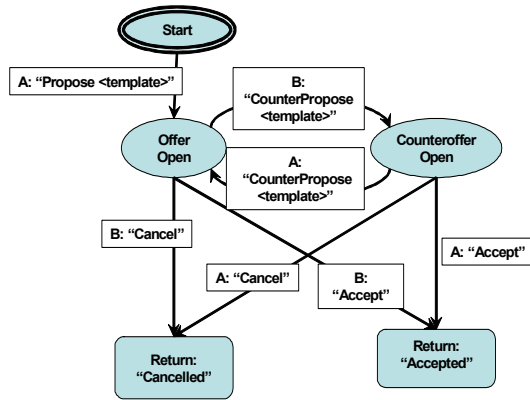 Start
A: “Propose <template>”
B:
“CounterPropose
<template>”
Offer
Open
Counteroffer
Open
A:
“CounterPropose
<template>”
B: “Cancel”
A: “Cancel”
B:
“Accept”
A: “Accept”
Return:
“Cancelled”
Return:
“Accepted”